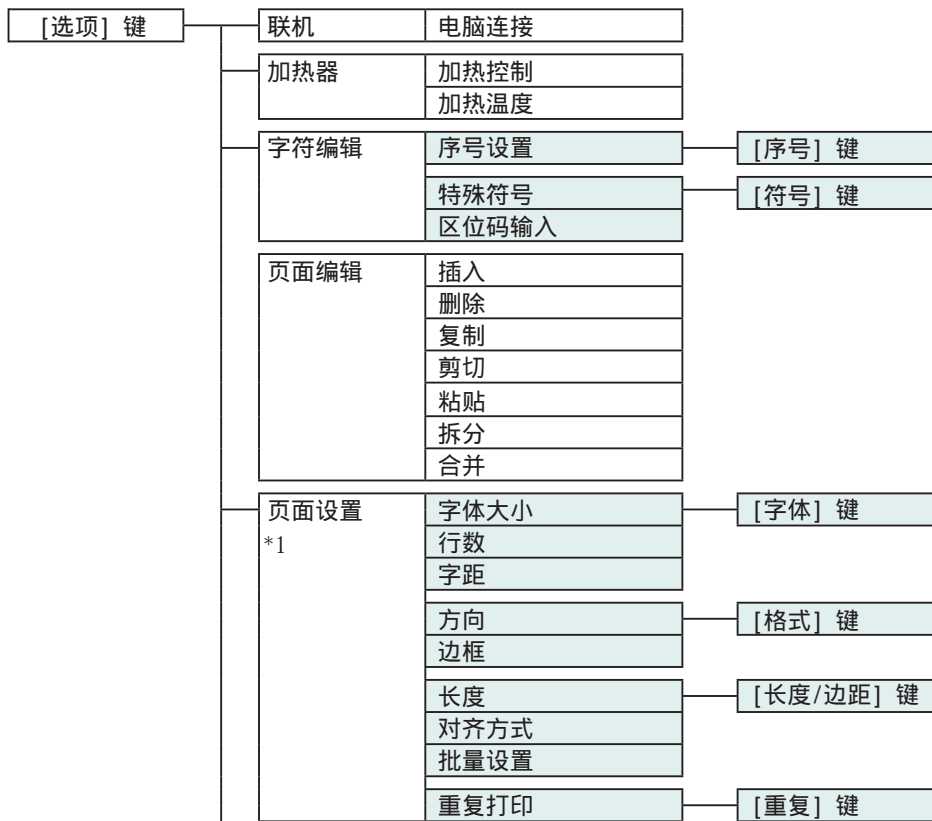 [选项] 键 联机 电脑连接
加热器 加热控制
加热温度
字符编辑 序号设置 [序号] 键
特殊符号 [符号] 键
区位码输入
页面编辑 插入
删除
复制
剪切
粘贴
拆分
合并
页面设置 字体大小 [字体] 键
*1 行数
字距
方向 [格式] 键
边框
长度 [长度/边距] 键
对齐方式
批量设置
重复打印 [重复] 键